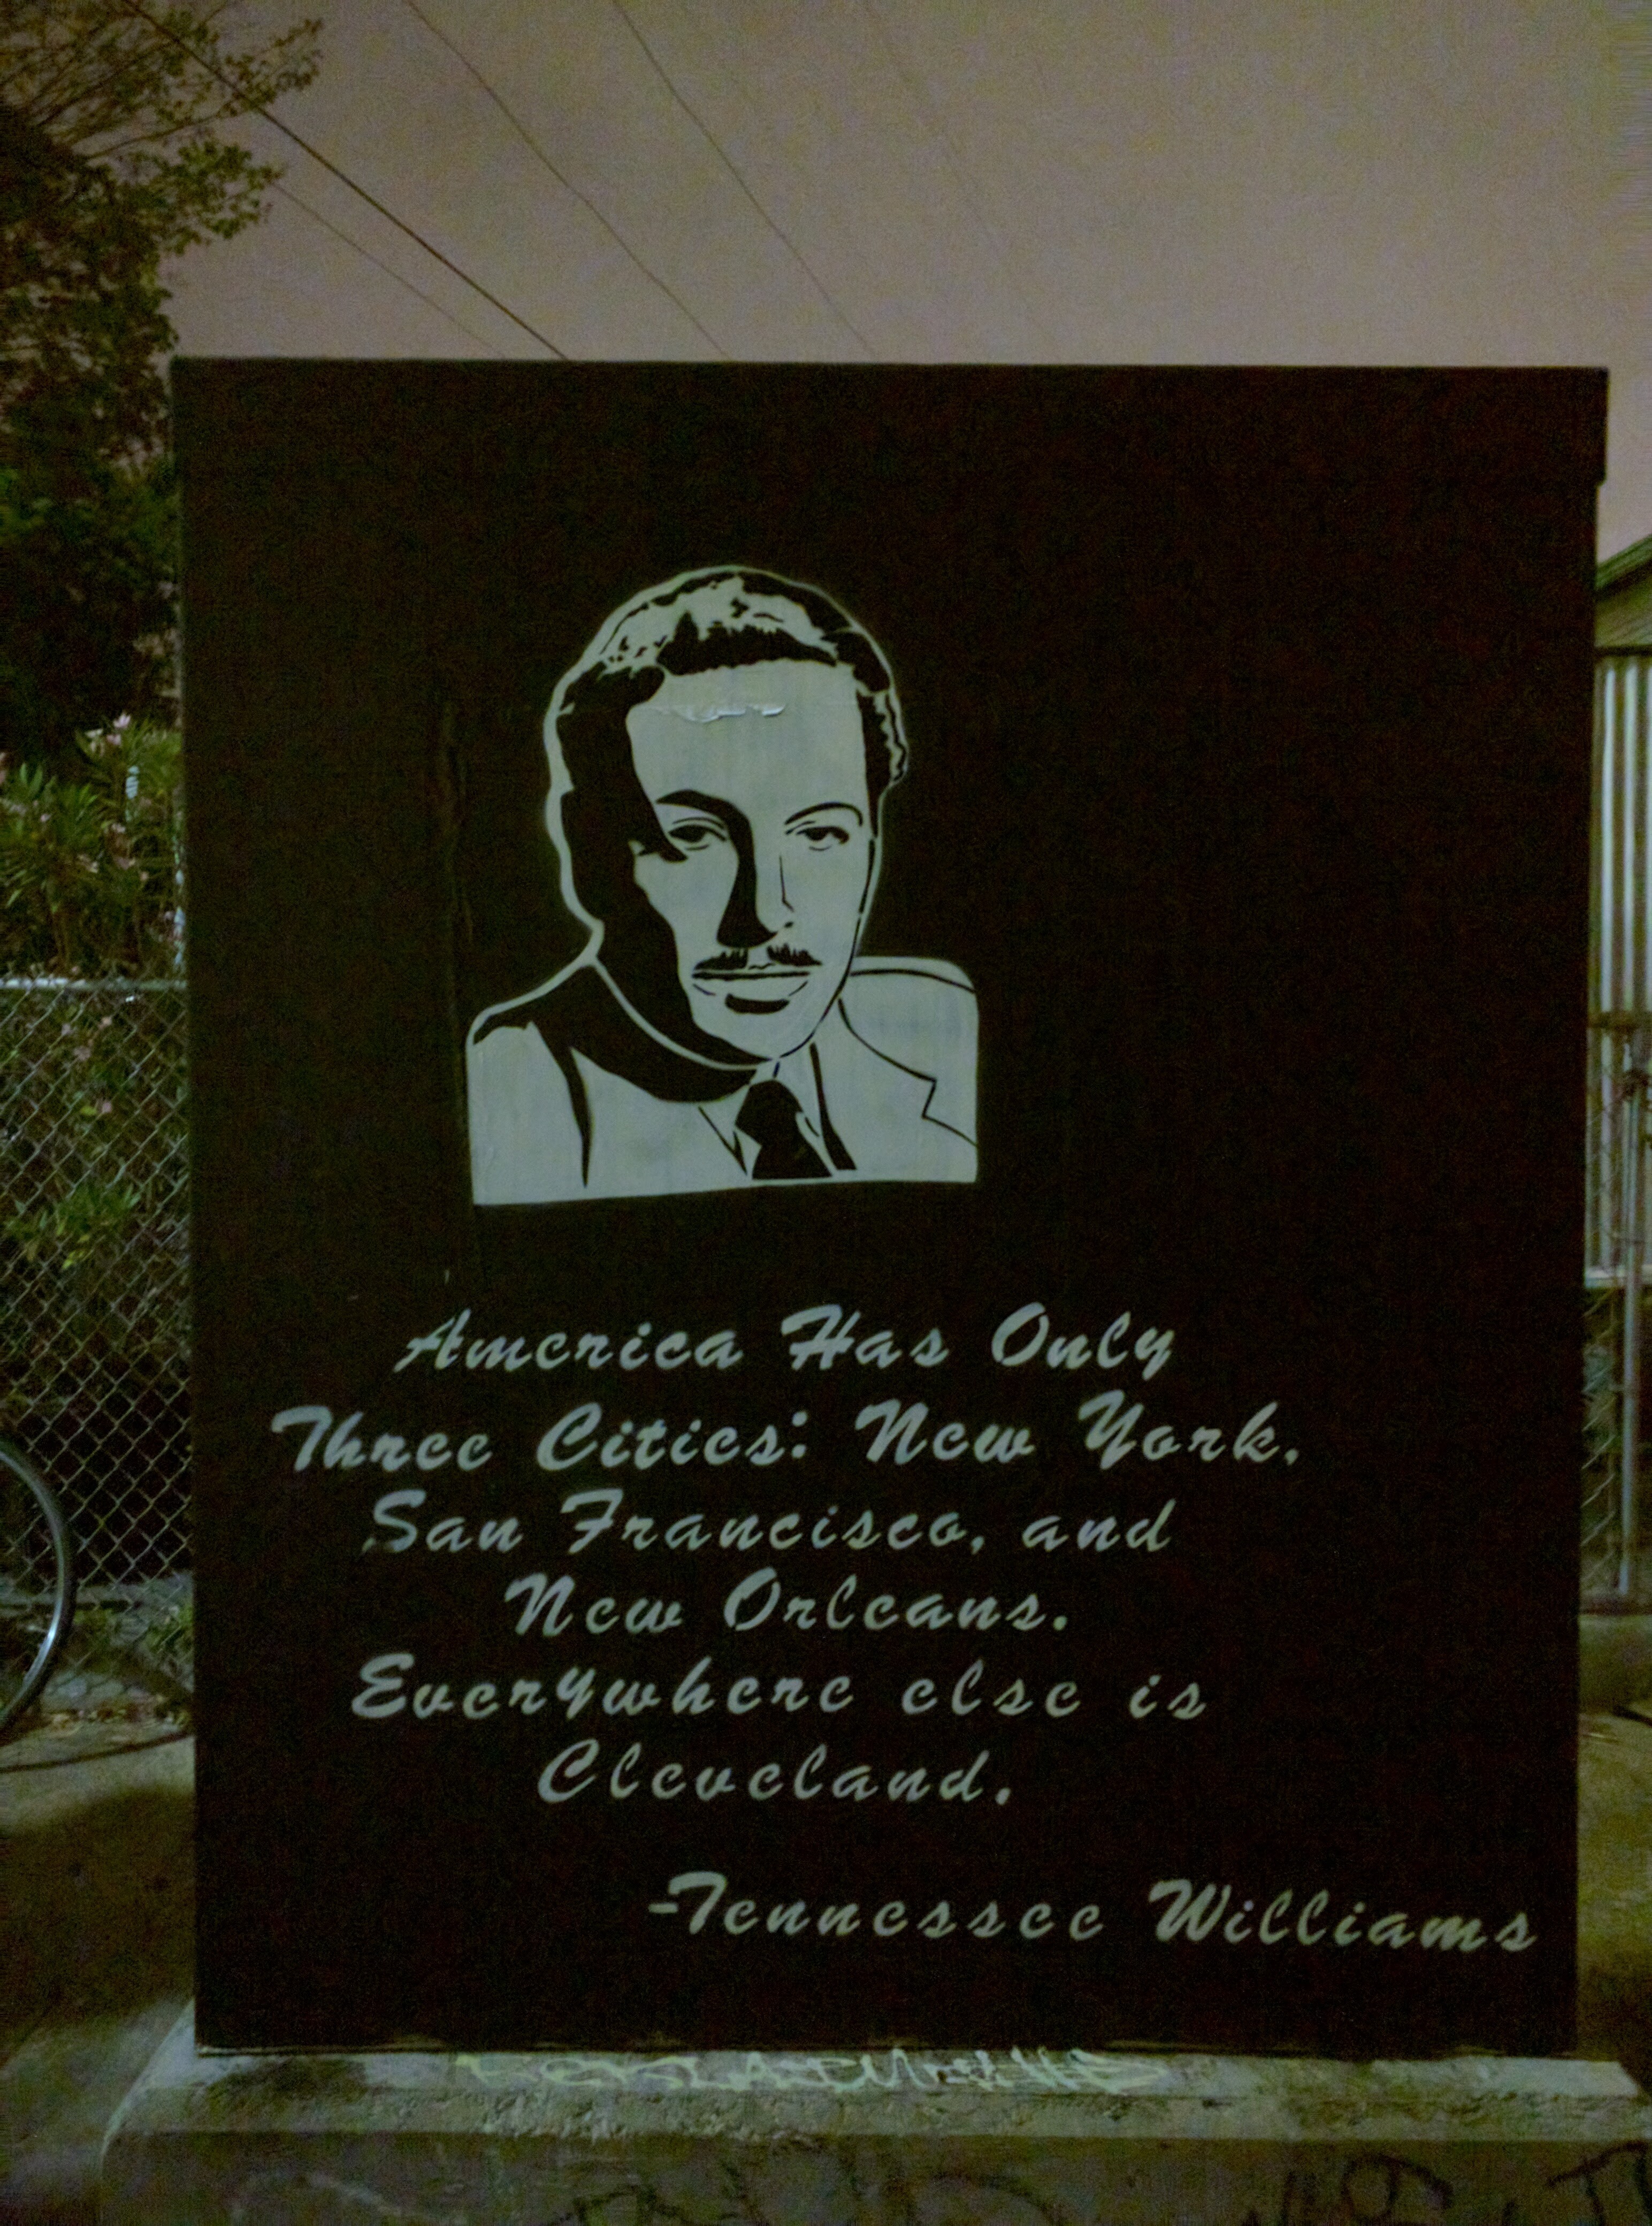 America Has Only
Three Cities: New York,
San Francisco, and
New Orleans.
Everywhere else is
Cleveland.
-Tennessee Williams